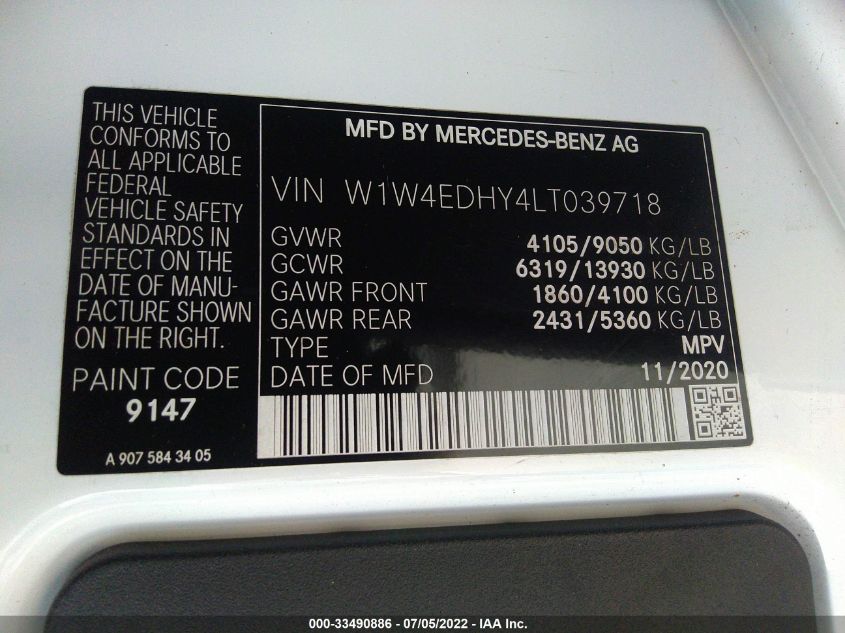 THIS VEHICLE
CONFORMS TO
ALL APPLICABLE
FEDERAL
VEHICLE SAFETY
STANDARDS IN
EFFECT ON THE
DATE OF MANU-
FACTURE SHOWN
ON THE RIGHT.
PAINT CODE
9147
A 907 584 34 05
MFD BY MERCEDES-BENZ AG
VIN W1W4EDHY4LT039718
GVWR 4105/9050 KG/LB
GCWR 6319/13930 KG/LB
GAWR FRONT 1860/4100 KG/LB
GAWR REAR 2431/5360 KG/LB
TYPE MPV
DATE OF MFD 11/2020
000-33490886 - 07/05/2022 - IAA Inc.